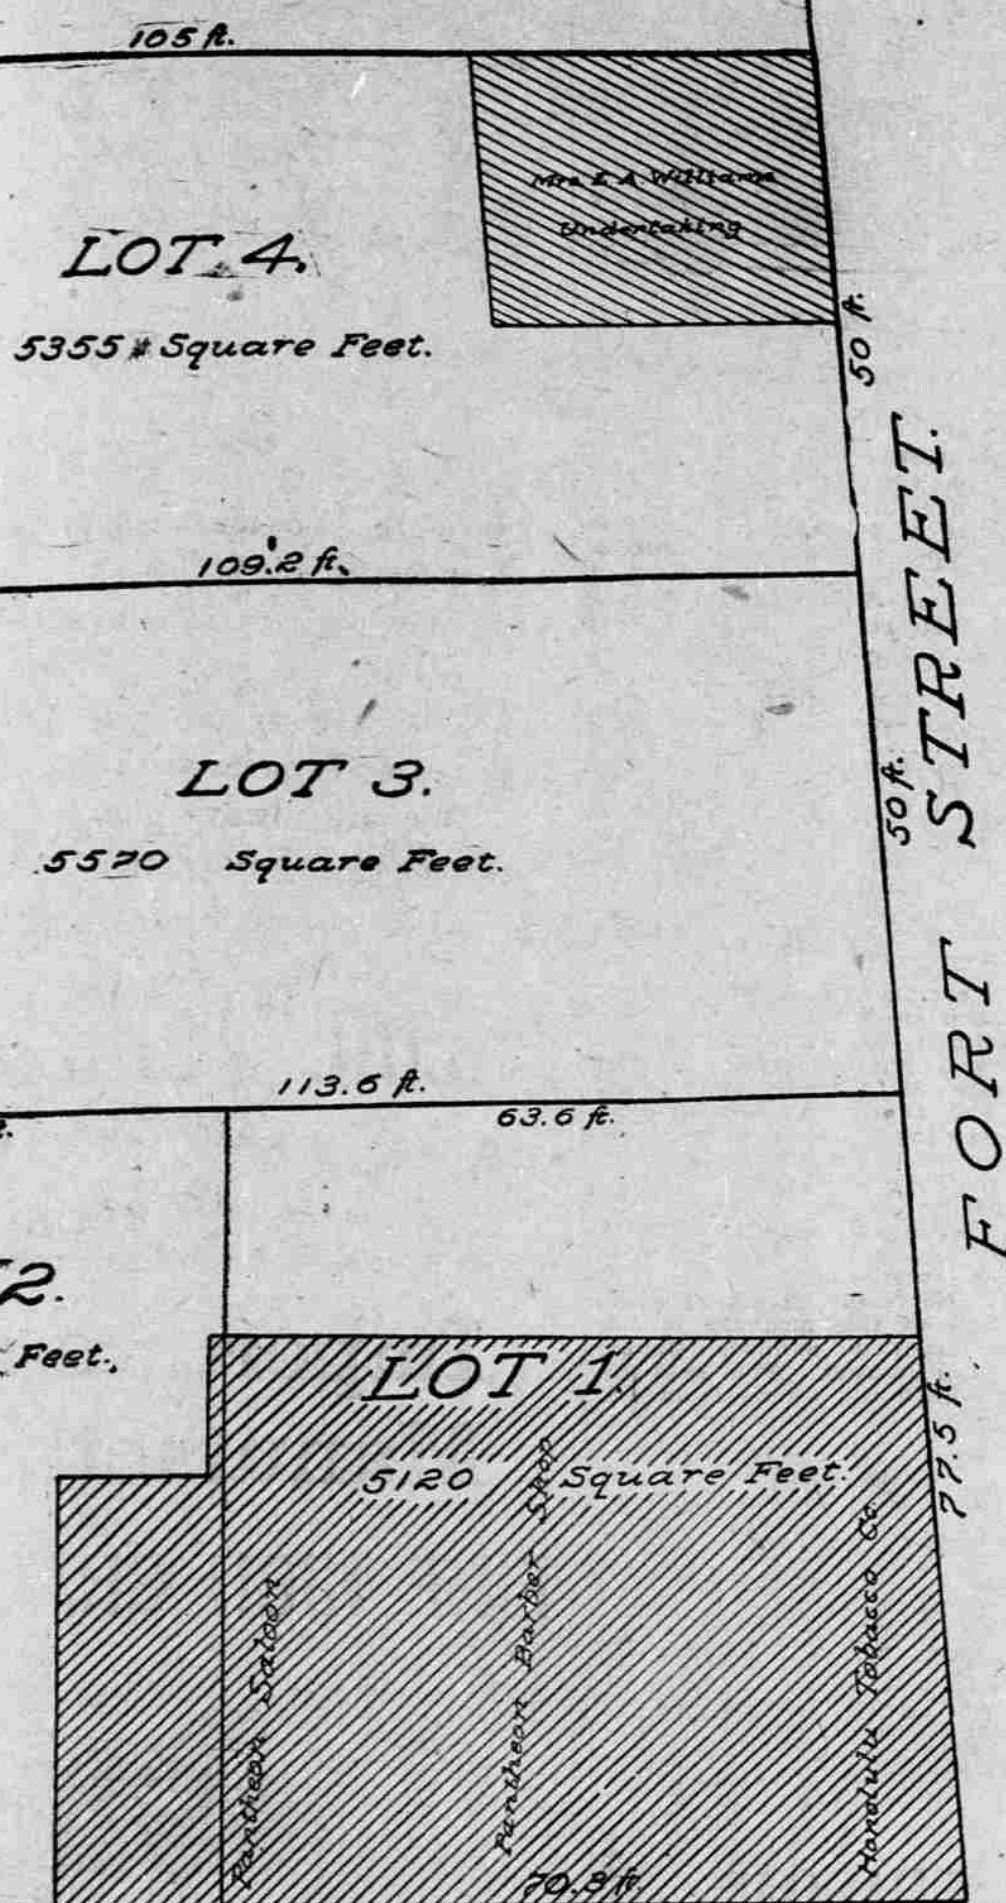 105 ft.
Mrs E. A. Williams
Undertaking
LOT 4.
5355 Square Feet.
50 ft.
109.2 ft.
LOT 3.
5570 Square Feet.
50 ft.
FORT STREET.
113.6 ft.
63.6 ft.
2.
Feet.
LOT 1.
5120 Square Feet.
77.5 ft.
Pantheon Saloon
Pantheon Barber Shop
Honolulu Tobacco Co.
70.3 ft.